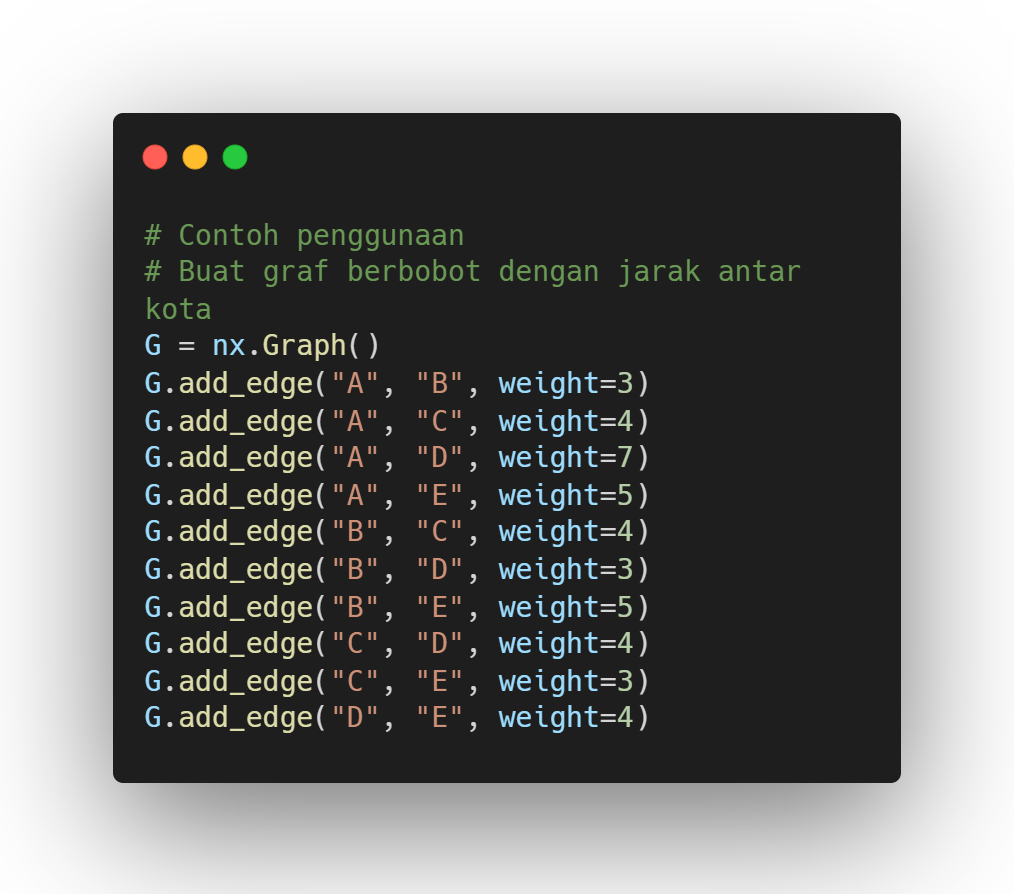 # Contoh penggunaan
# Buat graf berbobot dengan jarak antar
kota
G = nx.Graph()
G.add_edge("A", "B", weight=3)
G.add_edge("A", "C", weight=4)
G.add_edge("A", "D", weight=7)
G.add_edge("A", "E", weight=5)
G.add_edge("B", "C", weight=4)
G.add_edge("B", "D", weight=3)
G.add_edge("B", "E", weight=5)
G.add_edge("C", "D", weight=4)
G.add_edge("C", "E", weight=3)
G.add_edge("D", "E", weight=4)